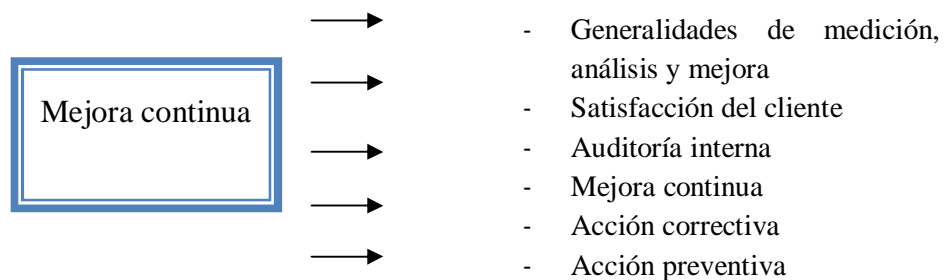 Mejora continua
- Generalidades de medición,
análisis y mejora
- Satisfacción del cliente
- Auditoría interna
- Mejora continua
- Acción correctiva
- Acción preventiva